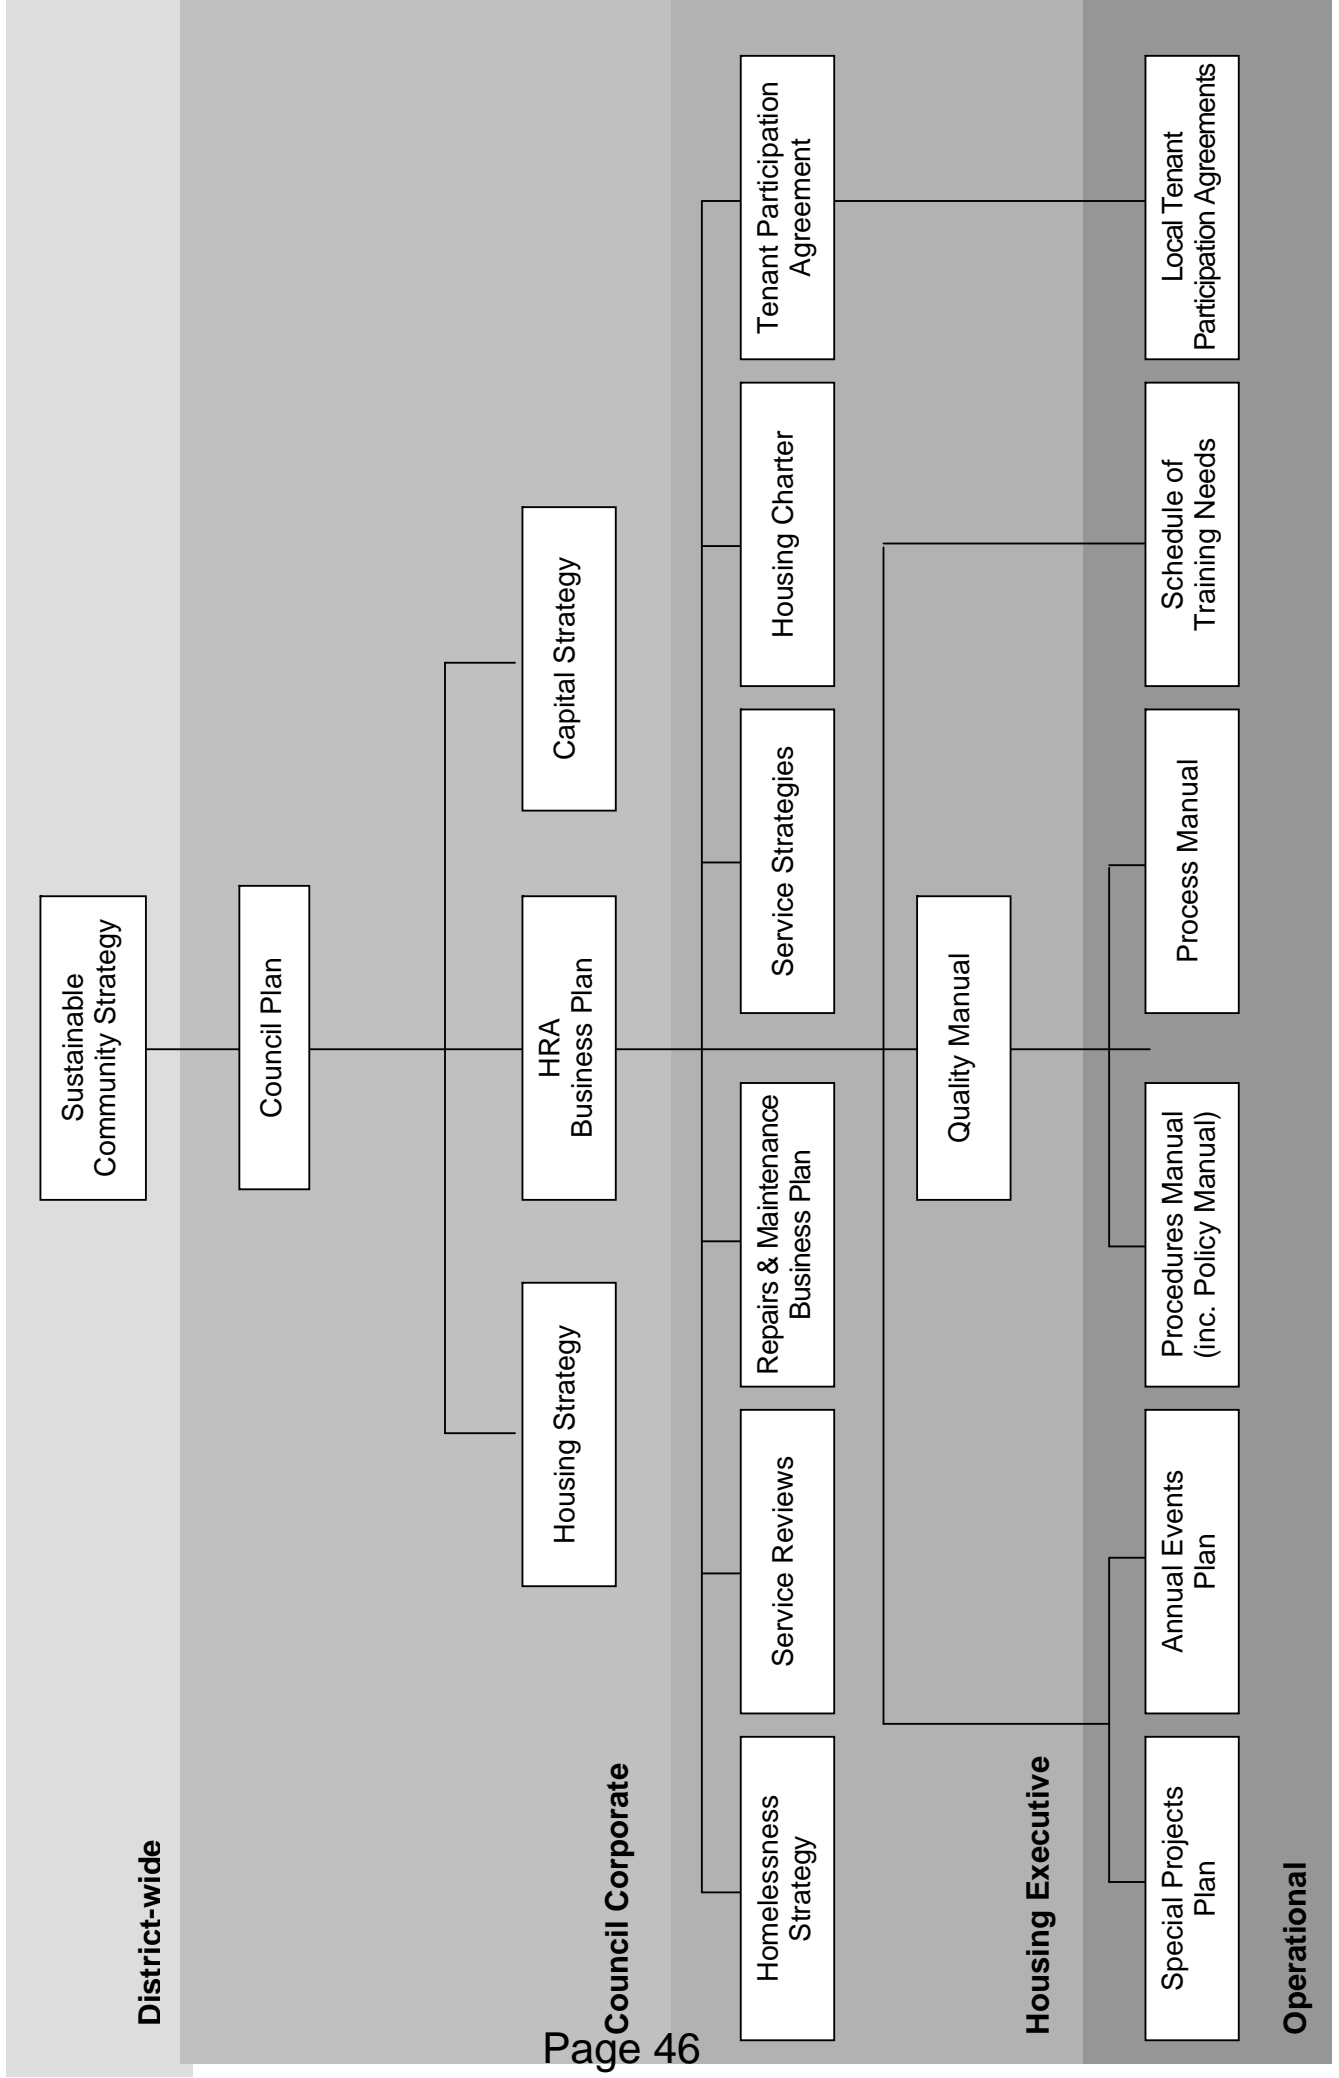 Sustainable
Community Strategy
District-wide
Council Plan
Housing Strategy
HRA
Business Plan
Capital Strategy
Council Corporate
Homelessness
Strategy
Service Reviews
Repairs & Maintenance
Business Plan
Service Strategies
Housing Charter
Tenant Participation
Agreement
Quality Manual
Housing Executive
Special Projects
Plan
Annual Events
Plan
Procedures Manual
(inc. Policy Manual)
Process Manual
Schedule of
Training Needs
Local Tenant
Participation Agreements
Operational
Page 46